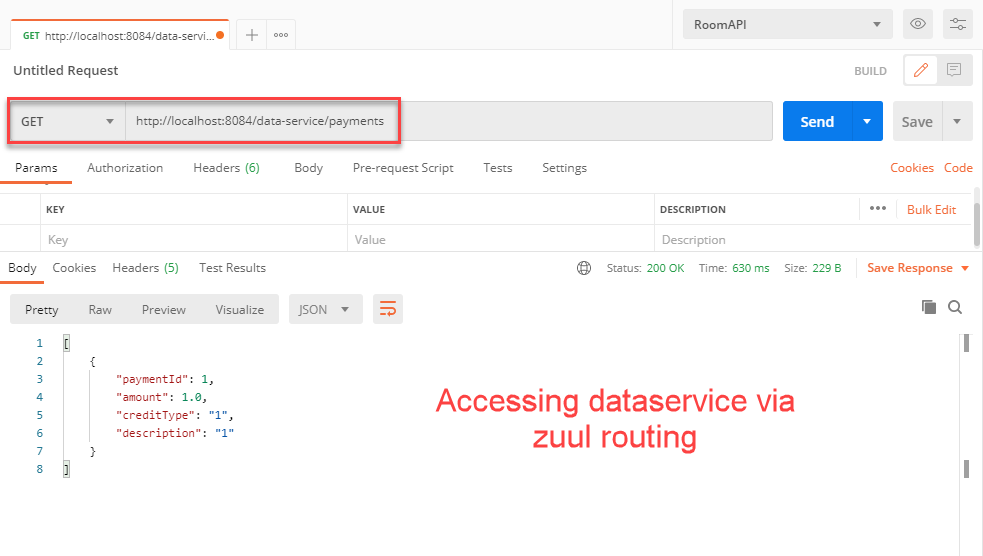 GET http://localhost:8084/data-servi...
RoomAPI
Untitled Request
BUILD
GET http://localhost:8084/data-service/payments
Send
Save
Params Authorization Headers (6) Body Pre-request Script Tests Settings
Cookies Code
KEY VALUE DESCRIPTION ••• Bulk Edit
Key Value Description
Body Cookies Headers (5) Test Results
Status: 200 OK Time: 630 ms Size: 229 B Save Response
Pretty Raw Preview Visualize JSON
1 [
2 {
3 "paymentId": 1,
4 "amount": 1.0,
5 "creditType": "1",
6 "description": "1"
7 }
8 ]
Accessing dataservice via
zuul routing